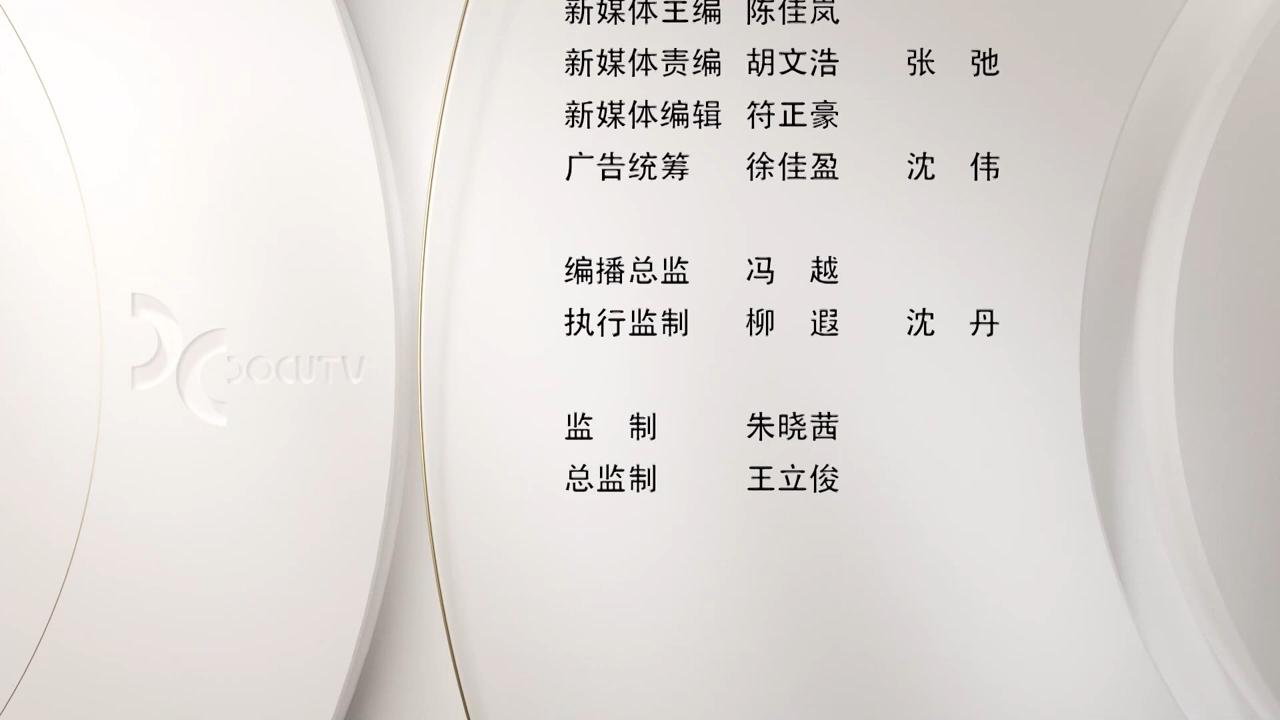 新媒体主编 陈佳岚
新媒体责编 胡文浩 张 弛
新媒体编辑 符正豪
广告统筹 徐佳盈 沈 伟
编播总监 冯 越
执行监制 柳 遐 沈 丹
监 制 朱晓茜
总监制 王立俊
DOCUTV